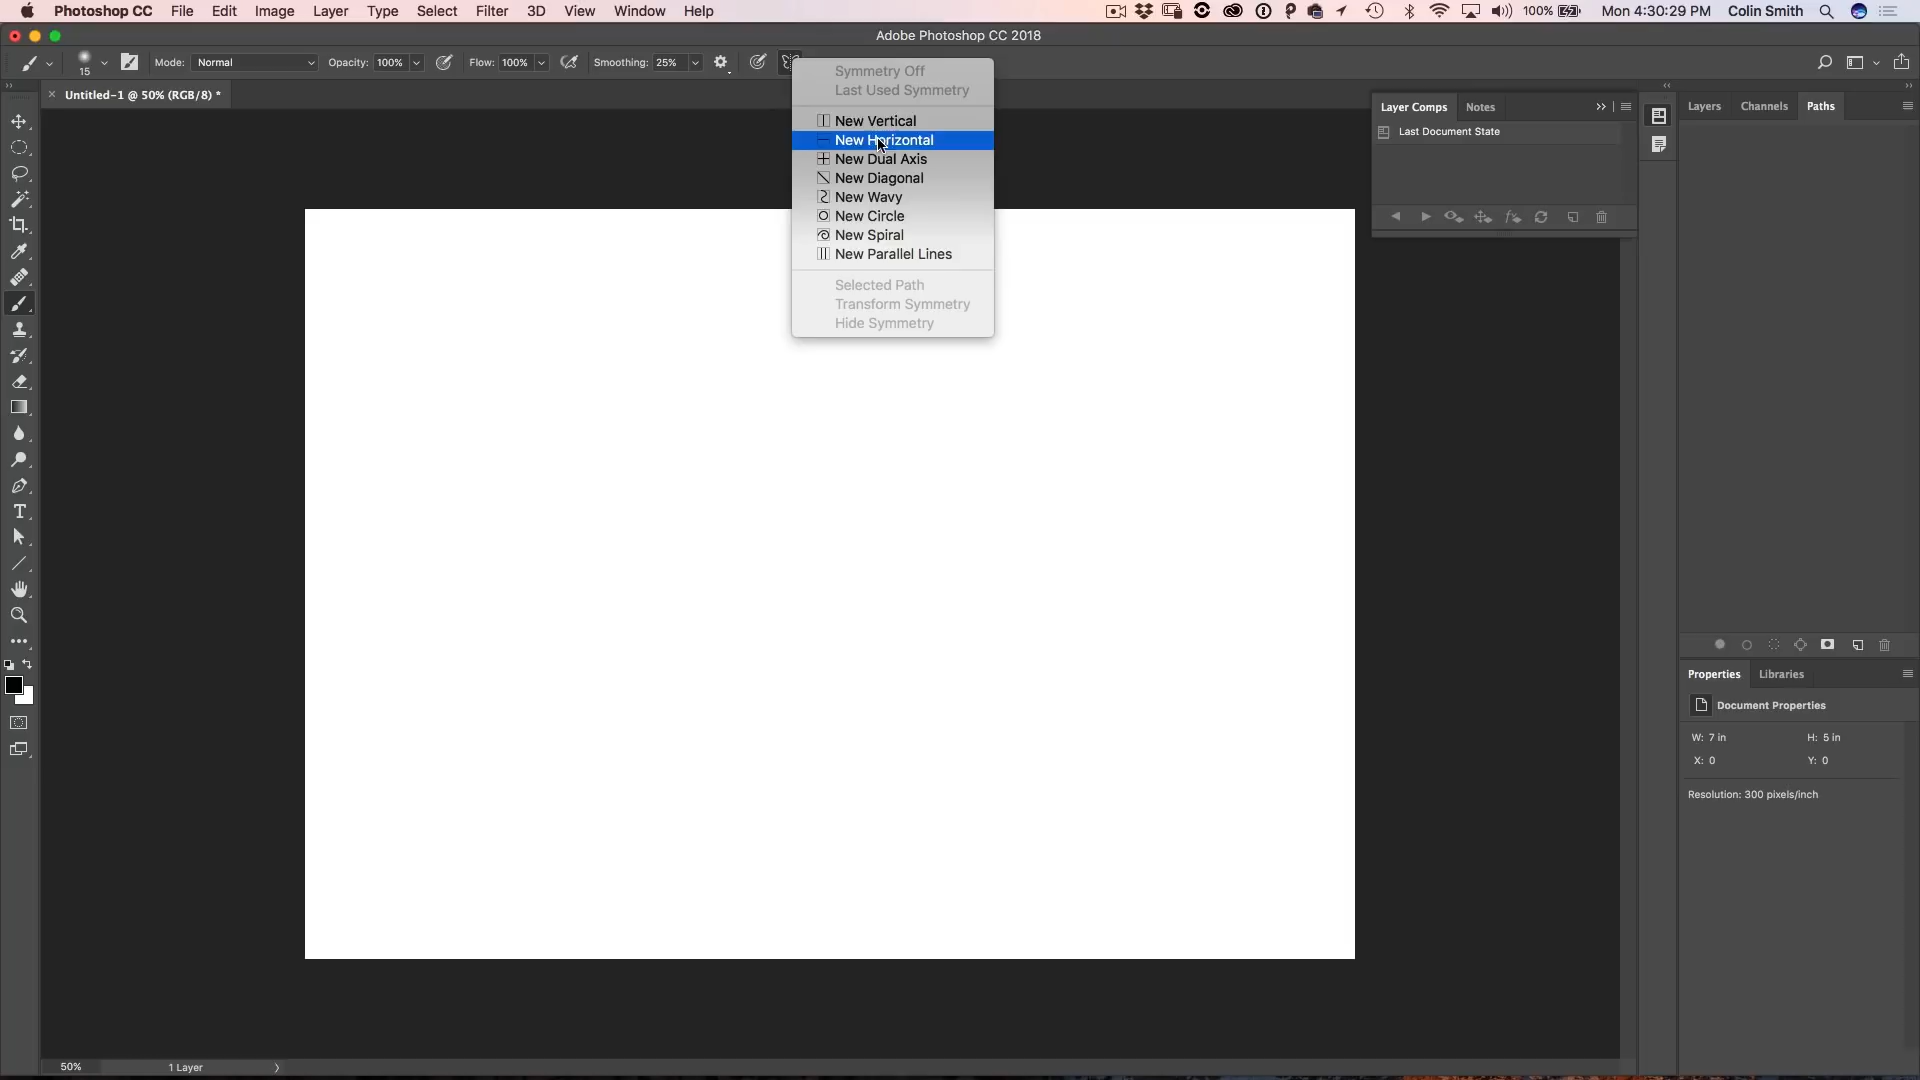 Photoshop CC File Edit Image Layer Type Select Filter 3D View Window Help 100% Mon 4:30:29 PM Colin Smith
Adobe Photoshop CC 2018
15 Mode: Normal Opacity: 100% Flow: 100% Smoothing: 25%
Untitled-1 @ 50% (RGB/8) *
Symmetry Off
Last Used Symmetry
New Vertical
New Horizontal
New Dual Axis
New Diagonal
New Wavy
New Circle
New Spiral
New Parallel Lines
Selected Path
Transform Symmetry
Hide Symmetry
Layer Comps Notes
Last Document State
Layers Channels Paths
Properties Libraries
Document Properties
W: 7 in H: 5 in
X: 0 Y: 0
Resolution: 300 pixels/inch
50% 1 Layer